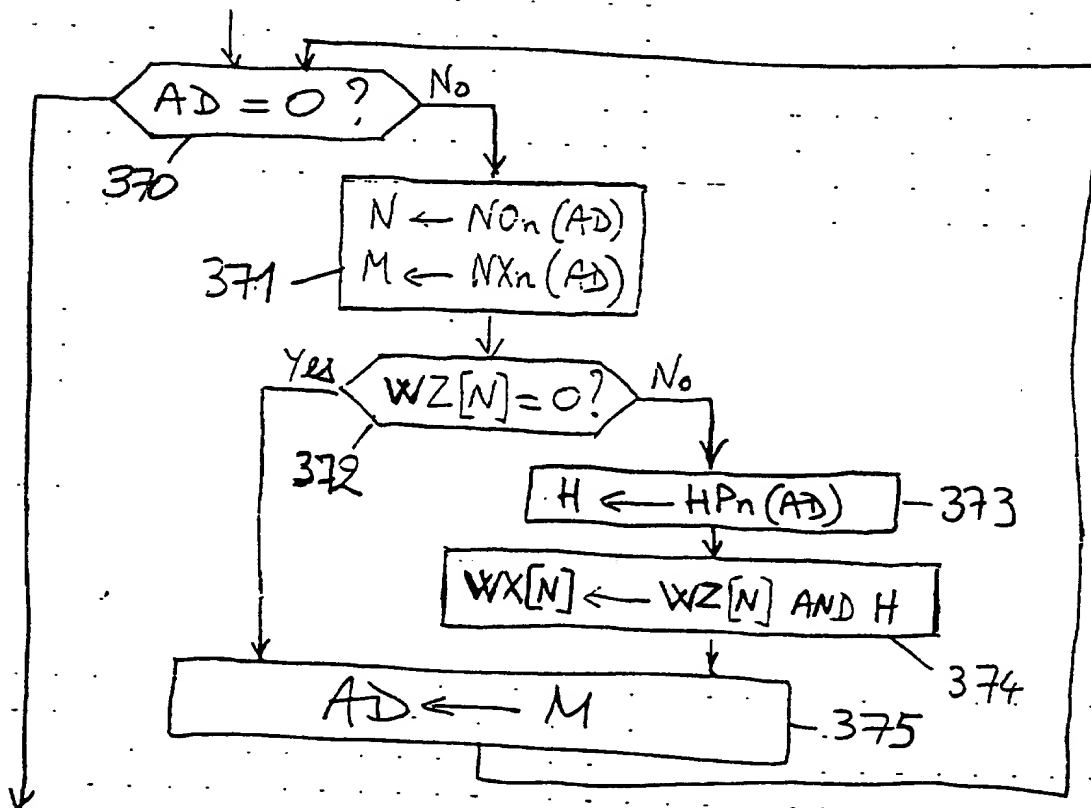 AD = 0 ?
No
370
N ← NOn (AD)
M ← NXn (AD)
371
Yes
WZ[N] = 0?
No
372
H ← HPn (AD)
373
WX[N] ← WZ[N] AND H
374
AD ← M
375